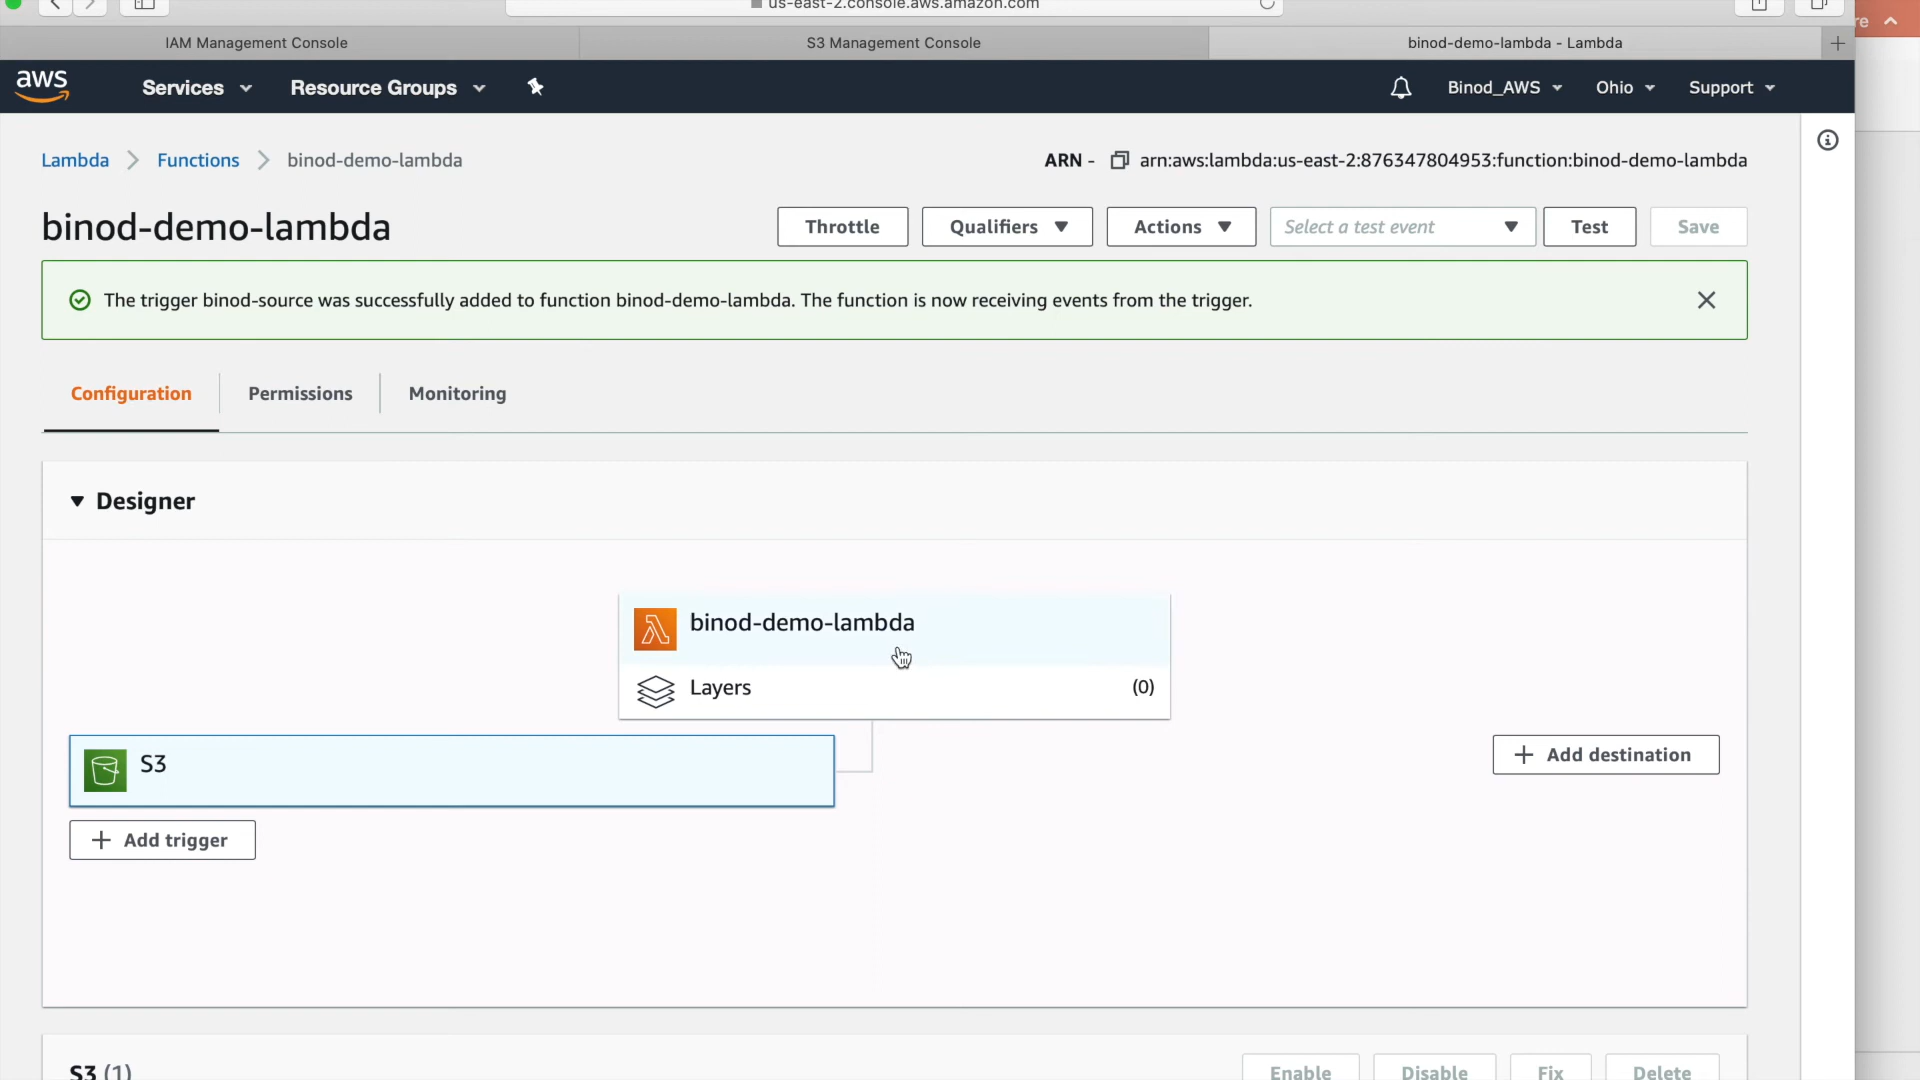 us-east-2.console.aws.amazon.com
re
IAM Management Console
S3 Management Console
binod-demo-lambda - Lambda
aws
Services
Resource Groups
Binod_AWS
Ohio
Support
Lambda
Functions
binod-demo-lambda
ARN - arn:aws:lambda:us-east-2:876347804953:function:binod-demo-lambda
binod-demo-lambda
Throttle
Qualifiers
Actions
Select a test event
Test
Save
The trigger binod-source was successfully added to function binod-demo-lambda. The function is now receiving events from the trigger.
Configuration
Permissions
Monitoring
Designer
binod-demo-lambda
Layers
(0)
S3
+ Add destination
+ Add trigger
S3 (1)
Enable
Disable
Fix
Delete